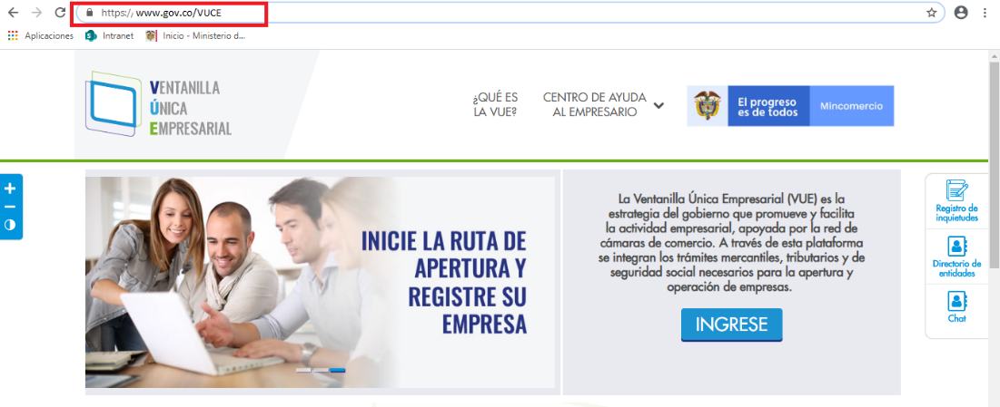 https:// www.gov.co/VUCE
Aplicaciones
Intranet
Inicio - Ministerio d...
VENTANILLA
ÚNICA
EMPRESARIAL
¿QUÉ ES
LA VUE?
CENTRO DE AYUDA
AL EMPRESARIO
El progreso
es de todos
Mincomercio
INICIE LA RUTA DE
APERTURA Y
REGISTRE SU
EMPRESA
La Ventanilla Única Empresarial (VUE) es la
estrategia del gobierno que promueve y facilita
la actividad empresarial, apoyada por la red de
cámaras de comercio. A través de esta plataforma
se integran los trámites mercantiles, tributarios y de
seguridad social necesarios para la apertura y
operación de empresas.
INGRESE
Registro de
inquietudes
Directorio de
entidades
Chat